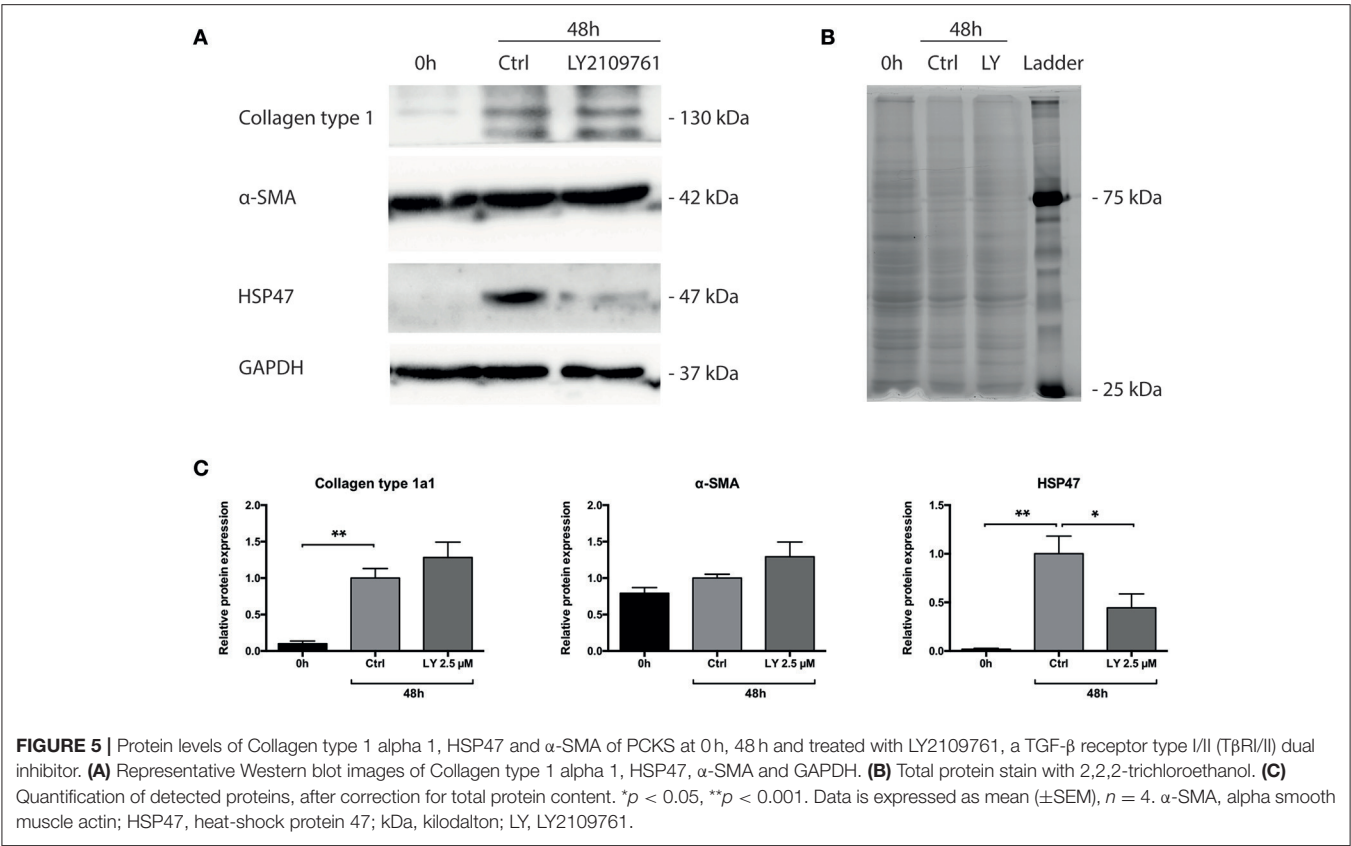 A
48h
0h Ctrl LY2109761
Collagen type 1
- 130 kDa
α-SMA
- 42 kDa
HSP47
- 47 kDa
GAPDH
- 37 kDa
B
48h
0h Ctrl LY Ladder
- 75 kDa
- 25 kDa
C
Collagen type 1a1
Relative protein expression
2.0
1.5
1.0
0.5
0.0
**
0h Ctrl LY 2.5 µM
48h
α-SMA
Relative protein expression
2.0
1.5
1.0
0.5
0.0
0h Ctrl LY 2.5 µM
48h
HSP47
Relative protein expression
1.5
1.0
0.5
0.0
** *
0h Ctrl LY 2.5 µM
48h
FIGURE 5 | Protein levels of Collagen type 1 alpha 1, HSP47 and α-SMA of PCKS at 0 h, 48 h and treated with LY2109761, a TGF-β receptor type I/II (TβRI/II) dual
inhibitor. (A) Representative Western blot images of Collagen type 1 alpha 1, HSP47, α-SMA and GAPDH. (B) Total protein stain with 2,2,2-trichloroethanol. (C)
Quantification of detected proteins, after correction for total protein content. *p < 0.05, **p < 0.001. Data is expressed as mean (±SEM), n = 4. α-SMA, alpha smooth
muscle actin; HSP47, heat-shock protein 47; kDa, kilodalton; LY, LY2109761.